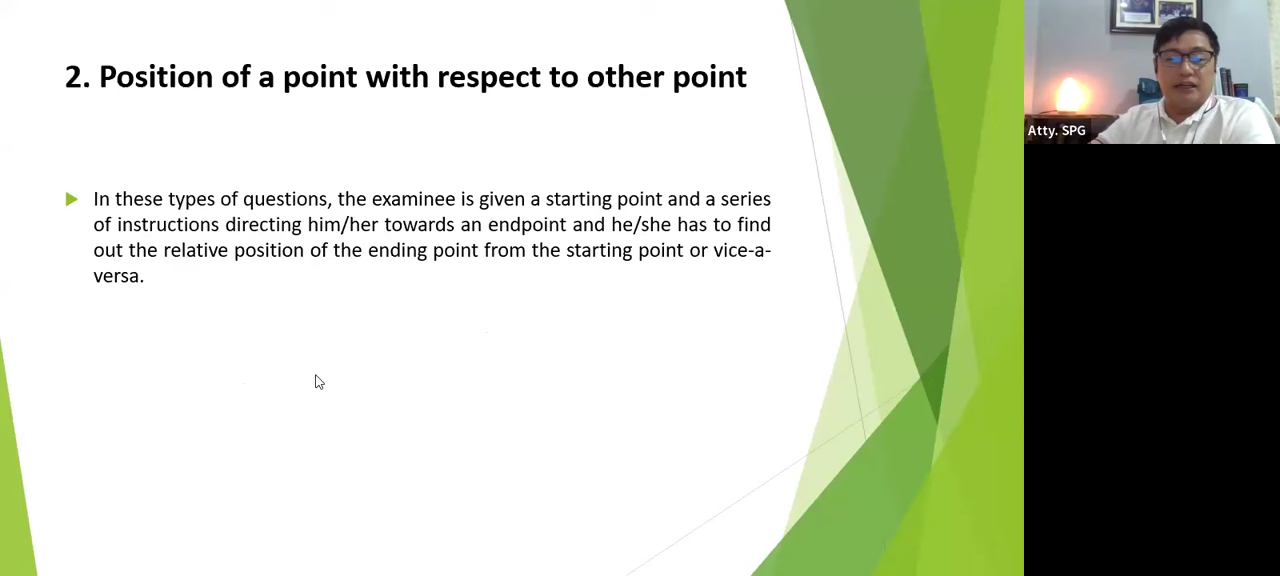 2. Position of a point with respect to other point
In these types of questions, the examinee is given a starting point and a series
of instructions directing him/her towards an endpoint and he/she has to find
out the relative position of the ending point from the starting point or vice-a-
versa.
Atty. SPG